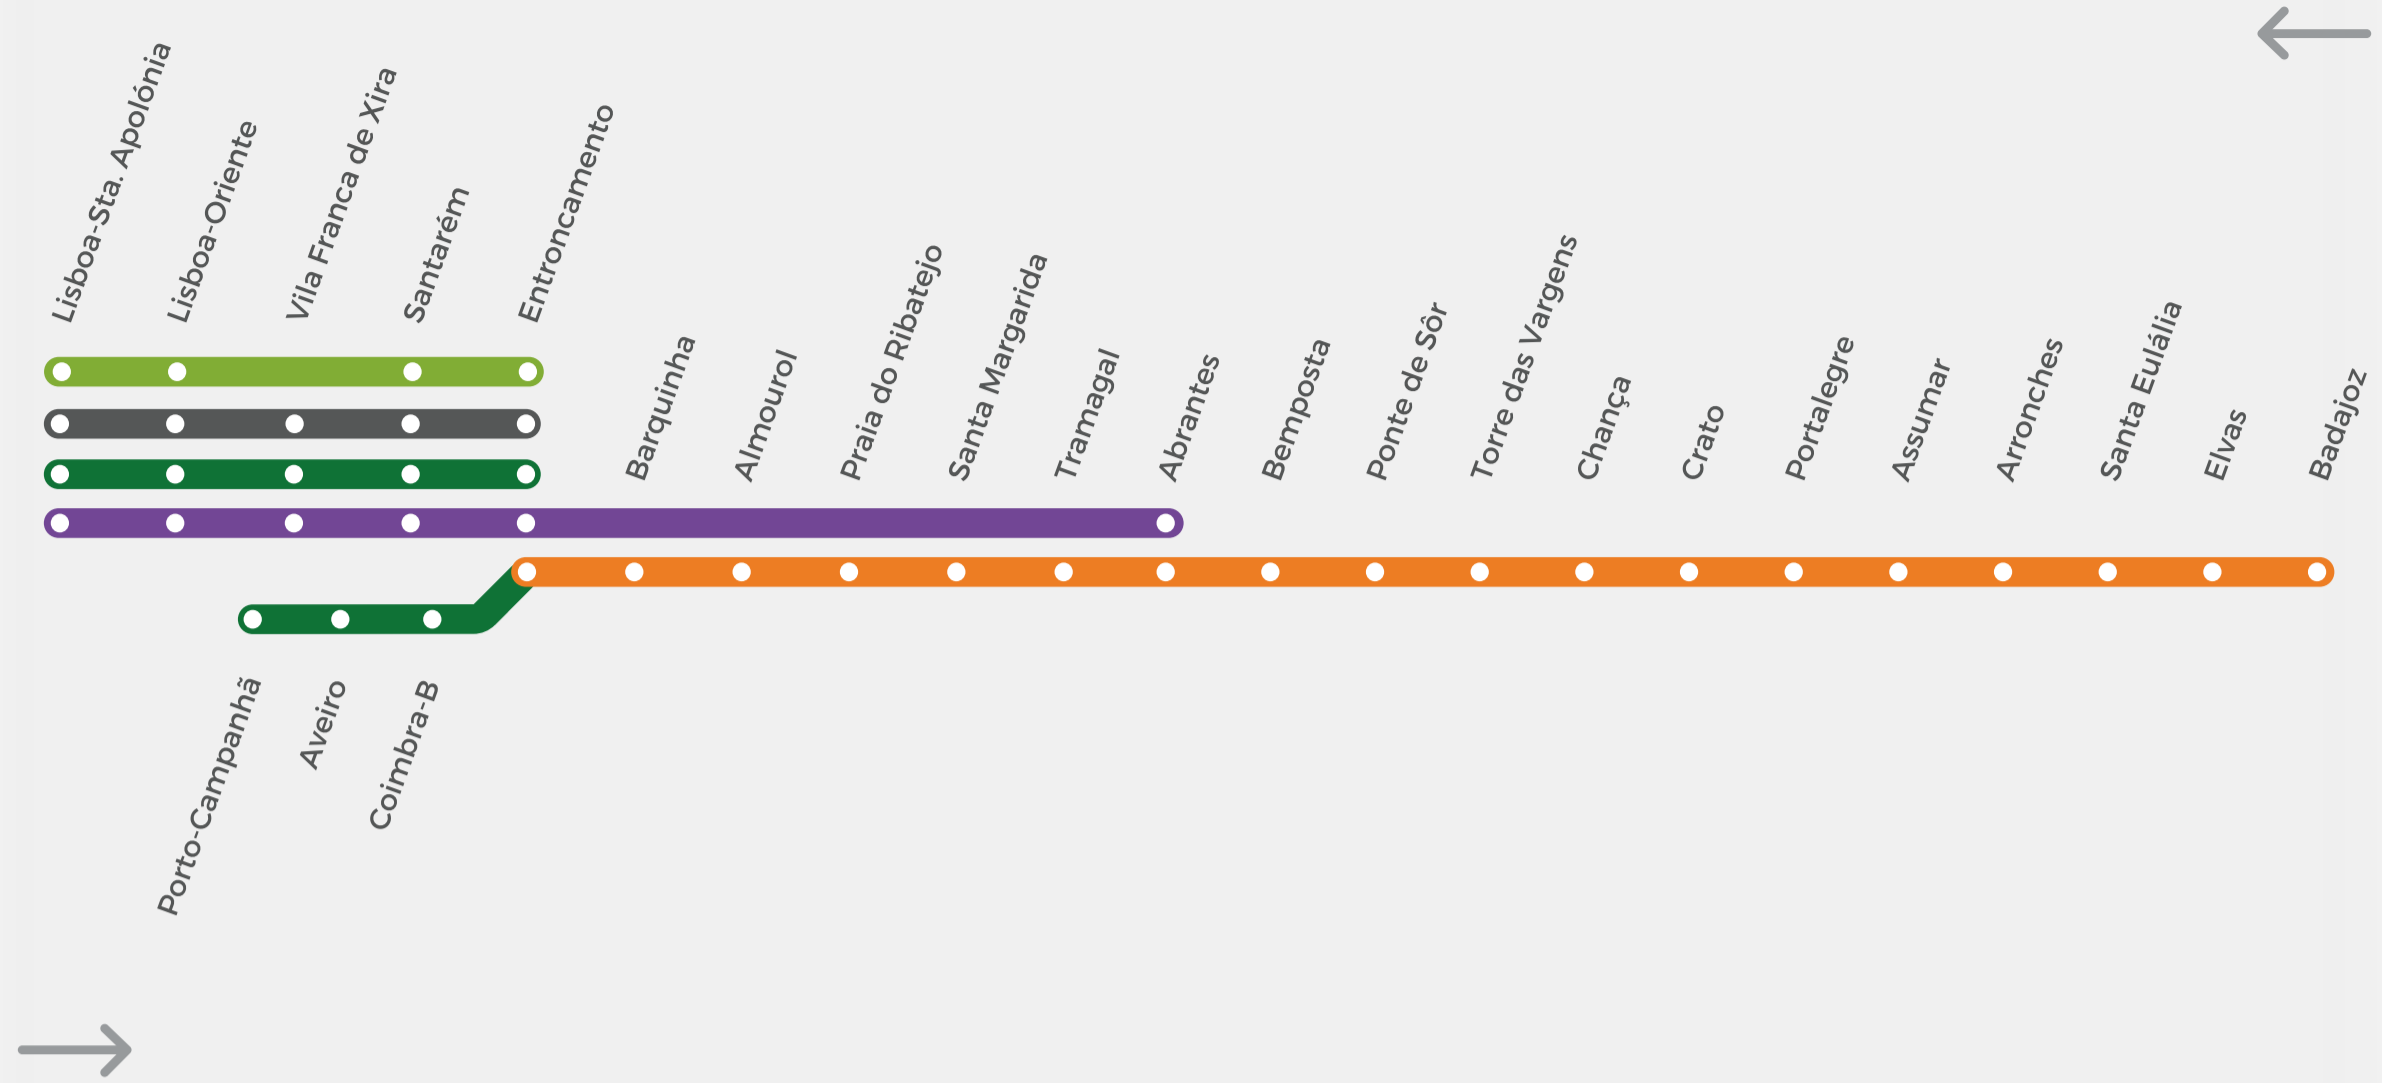 Lisboa-Sta. Apolónia
Lisboa-Oriente
Vila Franca de Xira
Santarém
Entroncamento
Barquinha
Almourol
Praia do Ribatejo
Santa Margarida
Tramagal
Abrantes
Bemposta
Ponte de Sôr
Torre das Vargens
Chança
Crato
Portalegre
Assumar
Arronches
Santa Eulália
Elvas
Badajoz
Porto-Campanhã
Aveiro
Coimbra-B